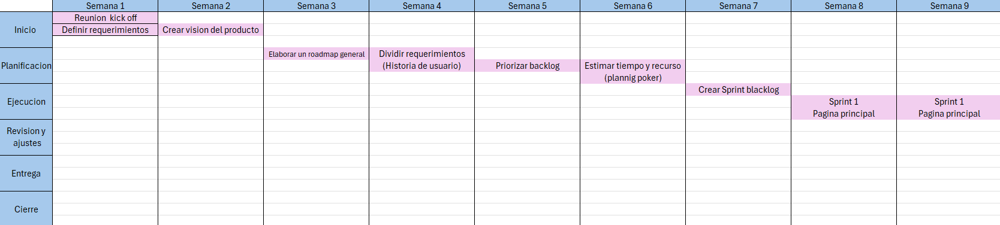 Semana 1 Semana 2 Semana 3 Semana 4 Semana 5 Semana 6 Semana 7 Semana 8 Semana 9
Reunion kick off
Inicio Definir requerimientos Crear vision del producto
Elaborar un roadmap general Dividir requerimientos
Planificacion (Historia de usuario) Priorizar backlog Estimar tiempo y recurso
(plannig poker)
Crear Sprint blacklog
Ejecucion Sprint 1 Sprint 1
Pagina principal Pagina principal
Revision y
ajustes
Entrega
Cierre